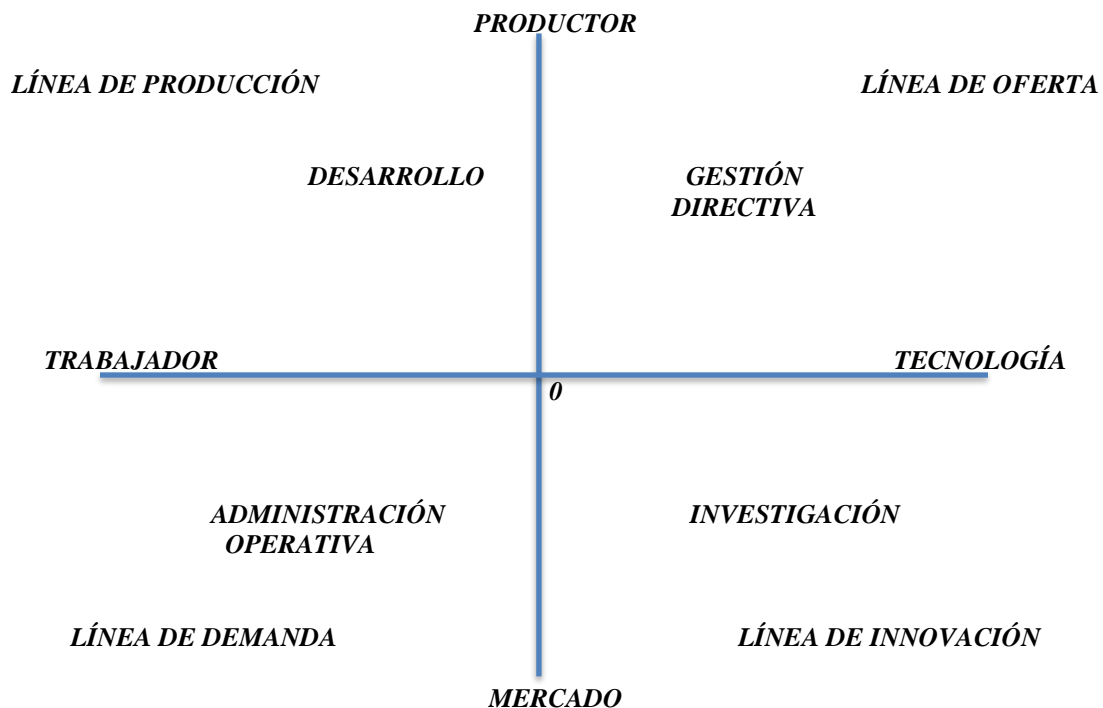 PRODUCTOR
LÍNEA DE PRODUCCIÓN
LÍNEA DE OFERTA
DESARROLLO
GESTIÓN
DIRECTIVA
TRABAJADOR
TECNOLOGÍA
0
ADMINISTRACIÓN
OPERATIVA
INVESTIGACIÓN
LÍNEA DE DEMANDA
LÍNEA DE INNOVACIÓN
MERCADO